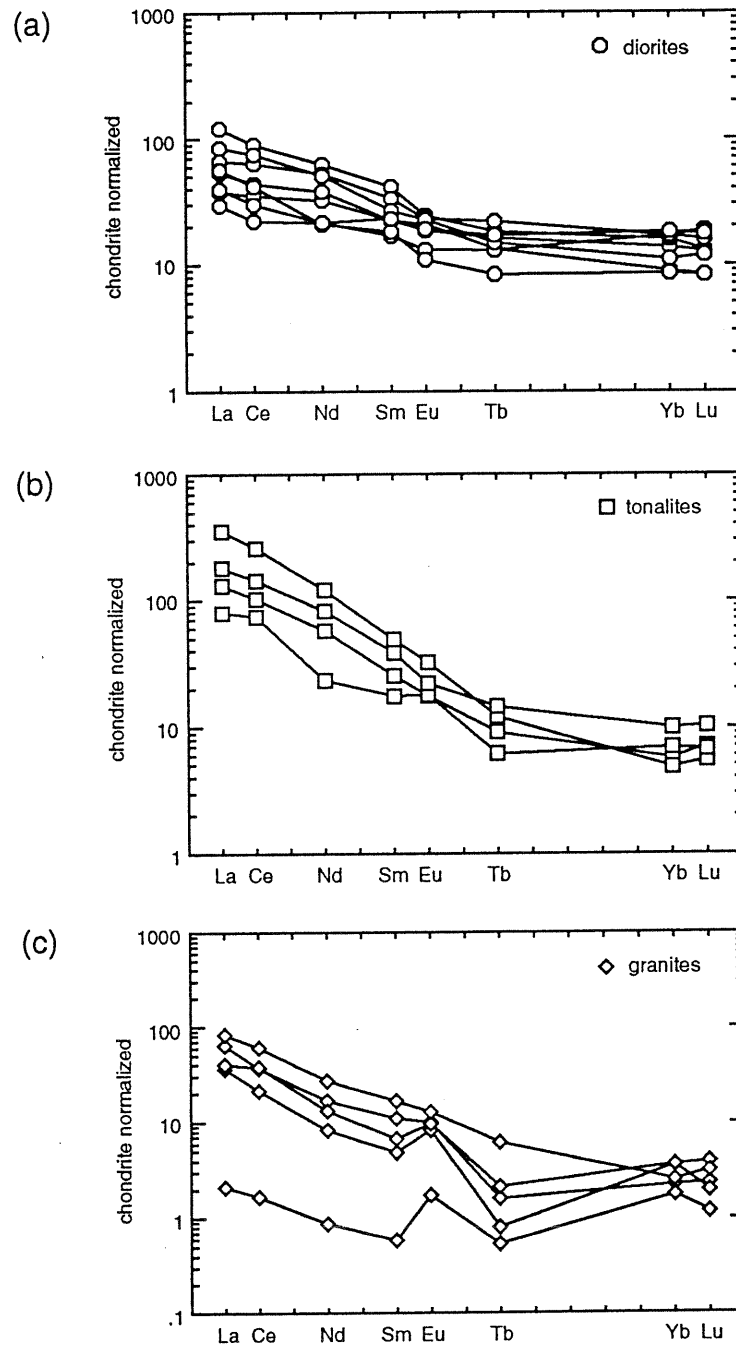 (a)
1000
100
10
1
chondrite normalized
diorites
La Ce Nd Sm Eu Tb Yb Lu
(b)
1000
100
10
1
chondrite normalized
tonalites
La Ce Nd Sm Eu Tb Yb Lu
(c)
1000
100
10
1
.1
chondrite normalized
granites
La Ce Nd Sm Eu Tb Yb Lu